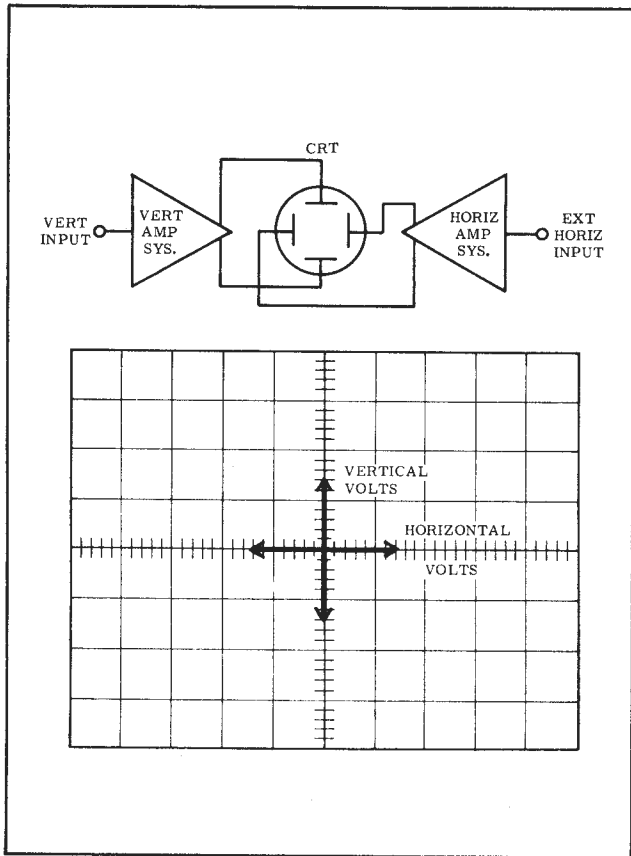 CRT
VERT
INPUT
VERT
AMP
SYS.
HORIZ
AMP
SYS.
EXT
HORIZ
INPUT
VERTICAL
VOLTS
HORIZONTAL
VOLTS